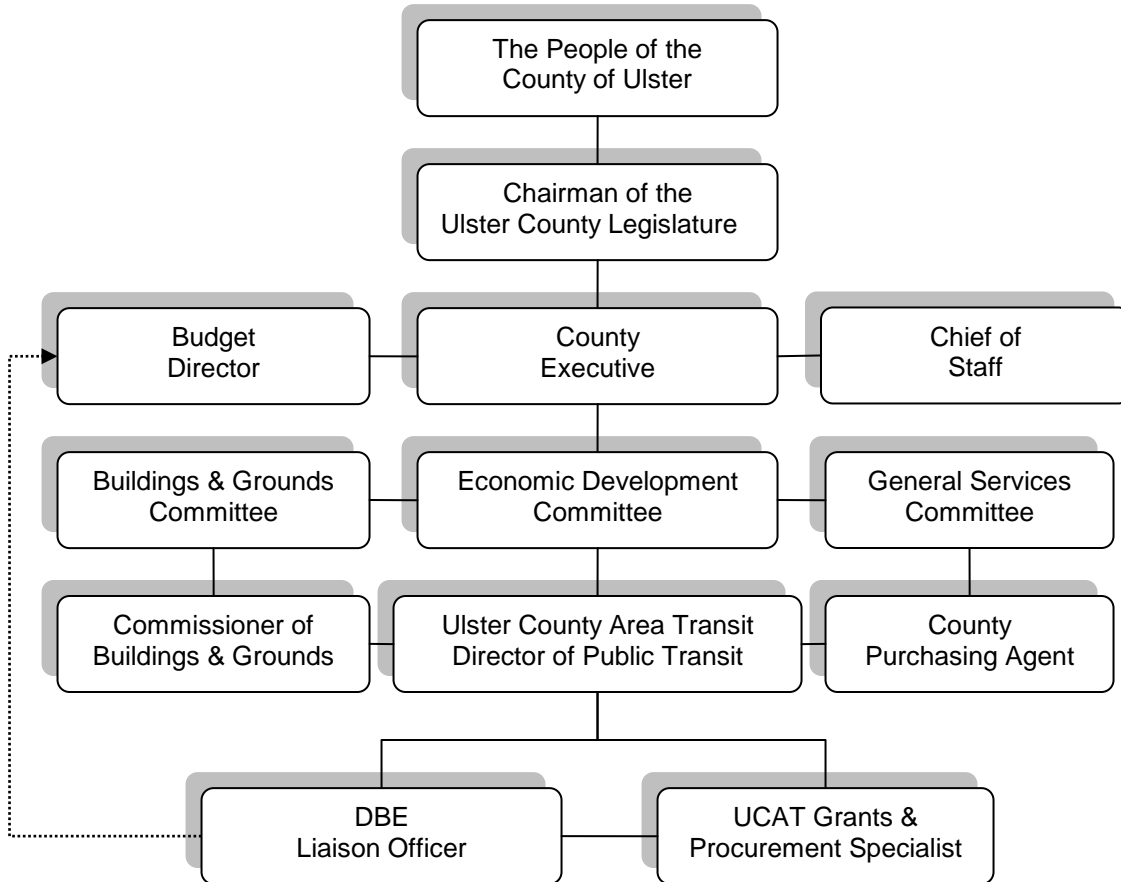 The People of the
County of Ulster
Chairman of the
Ulster County Legislature
Budget
Director
County
Executive
Chief of
Staff
Buildings & Grounds
Committee
Economic Development
Committee
General Services
Committee
Commissioner of
Buildings & Grounds
Ulster County Area Transit
Director of Public Transit
County
Purchasing Agent
DBE
Liaison Officer
UCAT Grants &
Procurement Specialist